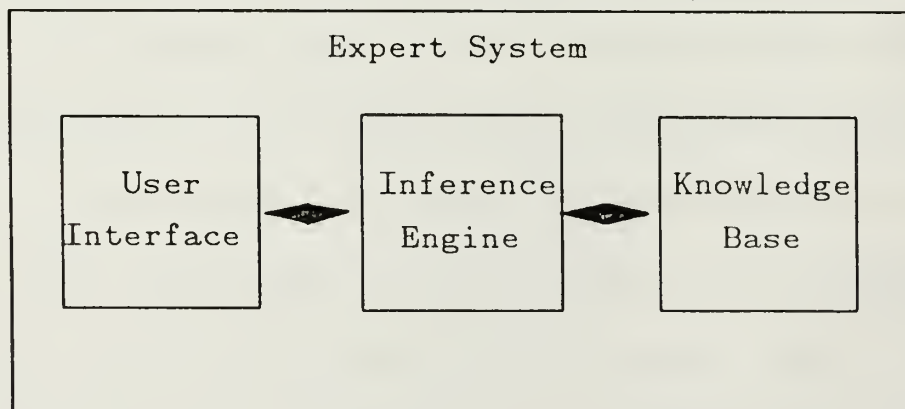 Expert System
User
Interface
Inference
Engine
Knowledge
Base